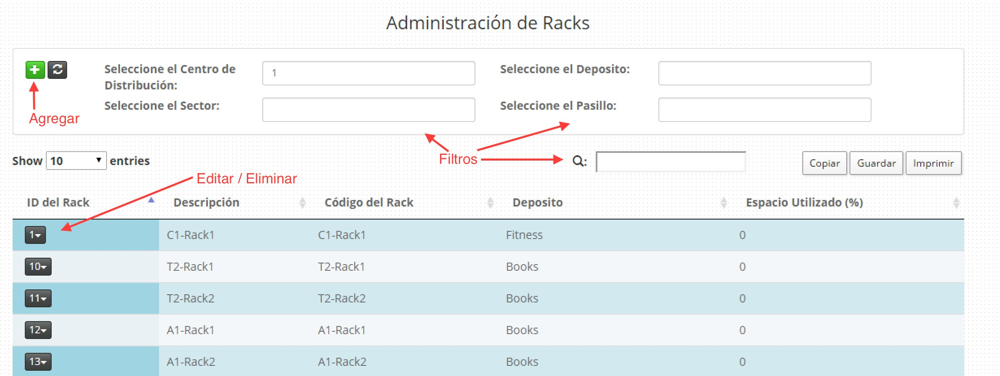 Administración de Racks
Seleccione el Centro de
Distribución:
1
Seleccione el Deposito:
Seleccione el Sector:
Seleccione el Pasillo:
Agregar
Filtros
Show 10 entries
Q:
Copiar Guardar Imprimir
Editar / Eliminar
ID del Rack Descripción Código del Rack Deposito Espacio Utilizado (%)
1 C1-Rack1 C1-Rack1 Fitness 0
10 T2-Rack1 T2-Rack1 Books 0
11 T2-Rack2 T2-Rack2 Books 0
12 A1-Rack1 A1-Rack1 Books 0
13 A1-Rack2 A1-Rack2 Books 0